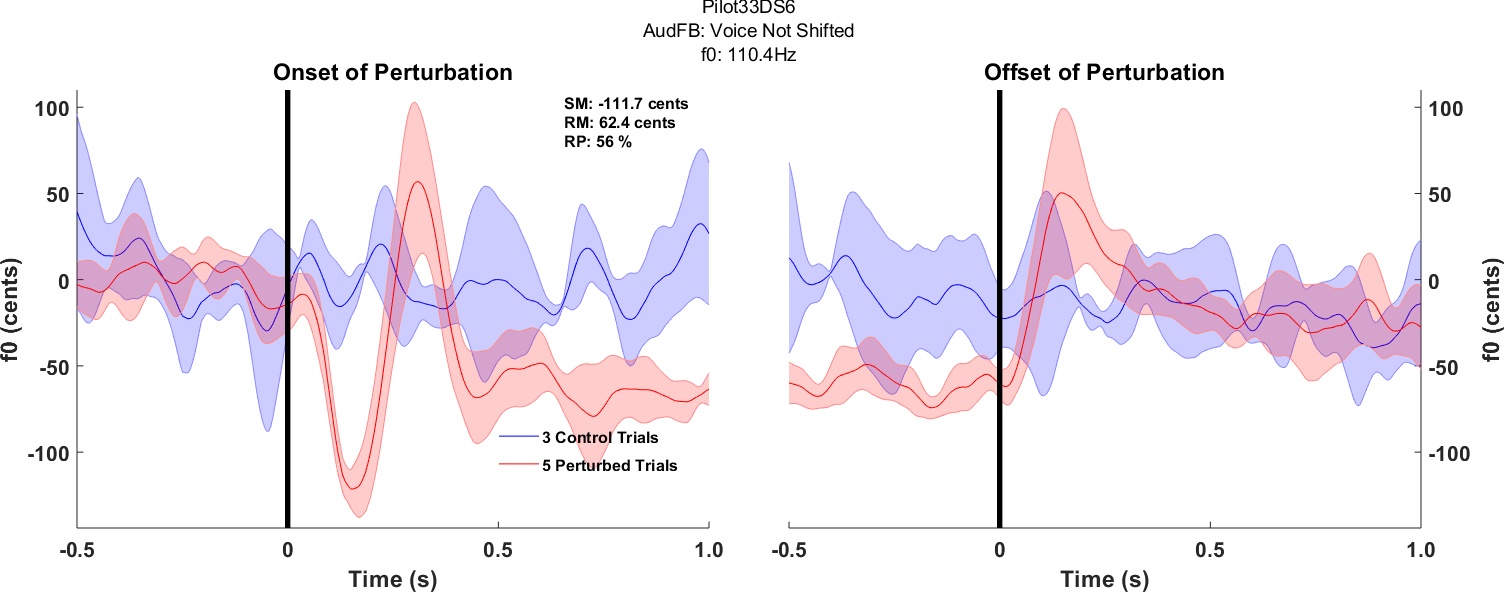 Pilot33DS6
AudFB: Voice Not Shifted
f0: 110.4Hz
Onset of Perturbation
SM: -111.7 cents
RM: 62.4 cents
RP: 56 %
100
50
0
-50
-100
f0 (cents)
3 Control Trials
5 Perturbed Trials
-0.5
0
0.5
1.0
Time (s)
Offset of Perturbation
100
50
0
-50
-100
f0 (cents)
-0.5
0
0.5
1.0
Time (s)